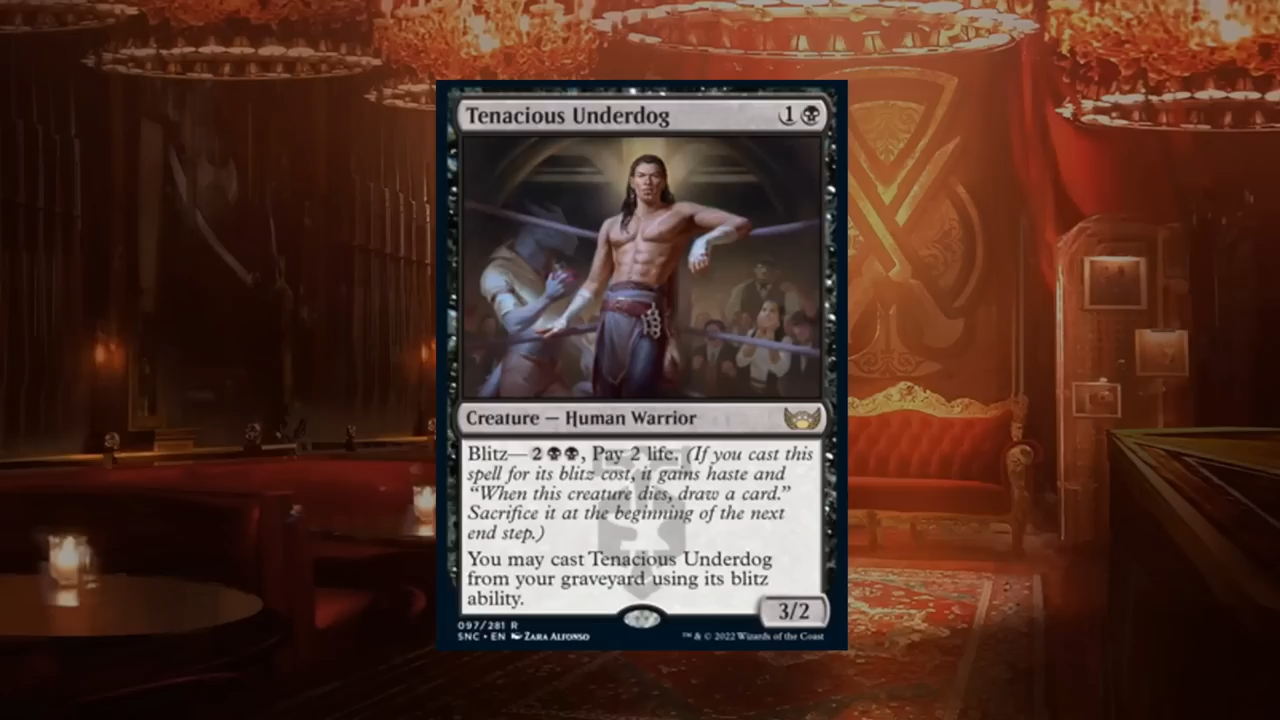 Tenacious Underdog 1
Creature — Human Warrior
Blitz— 2, Pay 2 life. (If you cast this
spell for its blitz cost, it gains haste and
“When this creature dies, draw a card.”
Sacrifice it at the beginning of the next
end step.)
You may cast Tenacious Underdog
from your graveyard using its blitz
ability.
3/2
097/281 R
SNC • EN ZARA ALFONSO
™ & © 2022 Wizards of the Coast